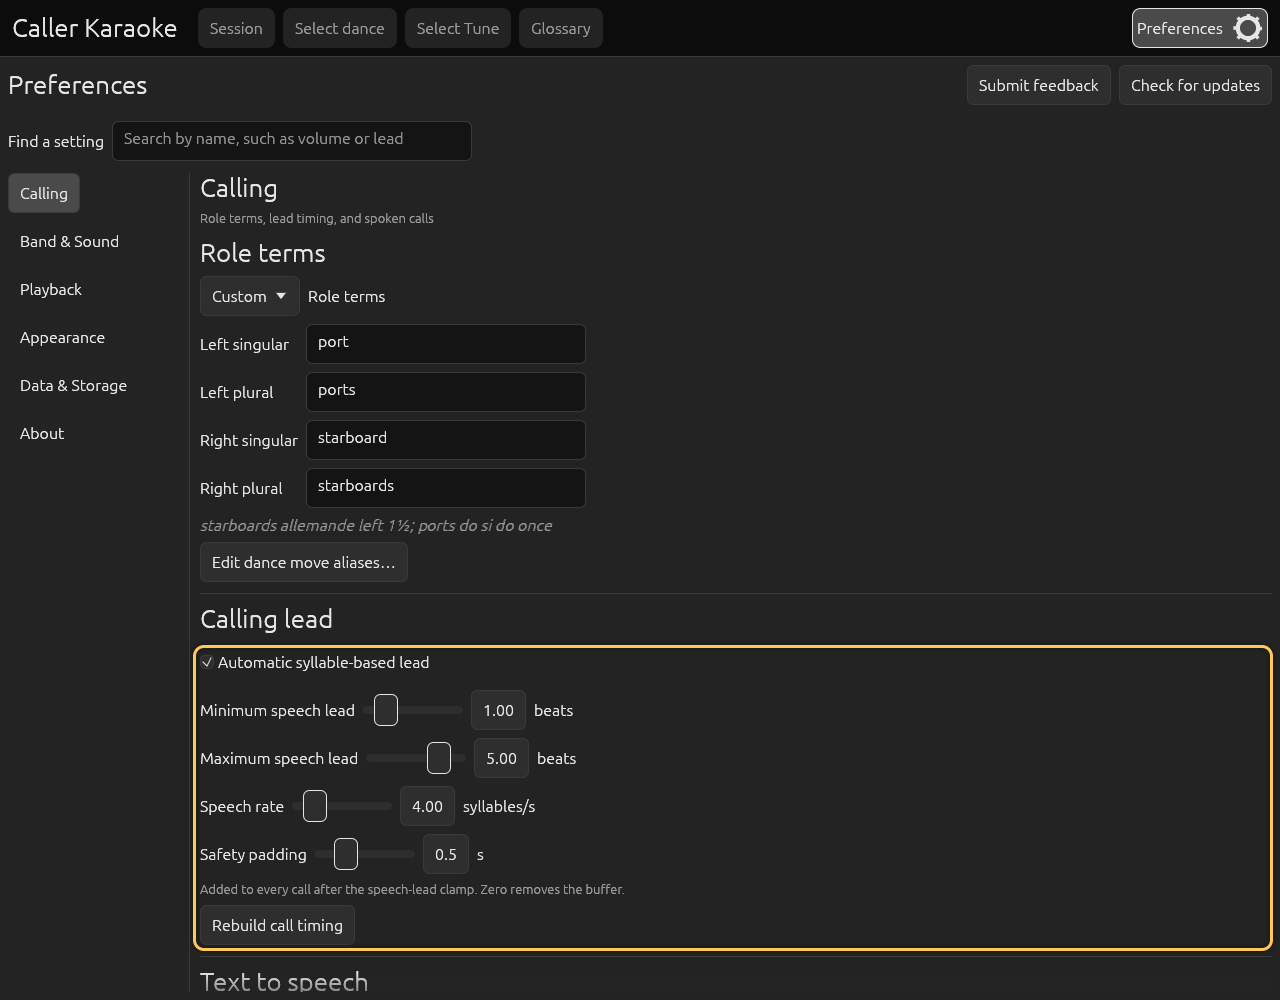 Caller Karaoke Session Select dance Select Tune Glossary Preferences
Preferences Submit feedback Check for updates
Find a setting Search by name, such as volume or lead
Calling
Band & Sound
Playback
Appearance
Data & Storage
About
Calling
Role terms, lead timing, and spoken calls
Role terms
Custom Role terms
Left singular port
Left plural ports
Right singular starboard
Right plural starboards
starboards allemande left 1½; ports do si do once
Edit dance move aliases…
Calling lead
Automatic syllable-based lead
Minimum speech lead 1.00 beats
Maximum speech lead 5.00 beats
Speech rate 4.00 syllables/s
Safety padding 0.5 s
Added to every call after the speech-lead clamp. Zero removes the buffer.
Rebuild call timing
Text to speech